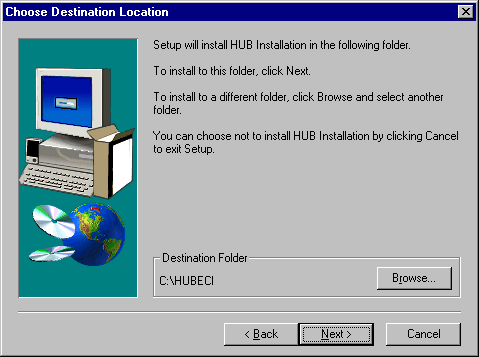 Choose Destination Location
Setup will install HUB Installation in the following folder.
To install to this folder, click Next.
To install to a different folder, click Browse and select another
folder.
You can choose not to install HUB Installation by clicking Cancel
to exit Setup.
Destination Folder
C:\HUBECI
Browse...
< Back
Next >
Cancel